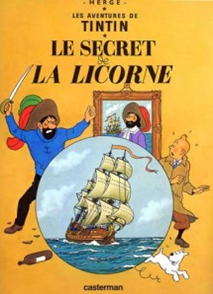 - HERGÉ -
LES AVENTURES DE
TINTIN
LE SECRET
de
LA LICORNE
casterman